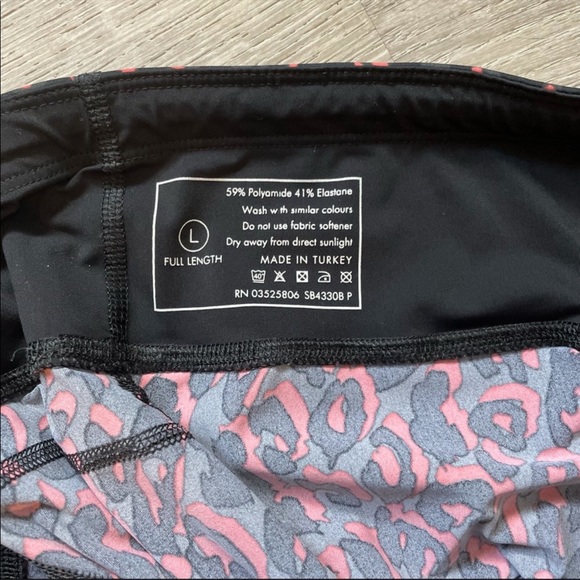 59% Polyamide 41% Elastane
Wash with similar colours
Do not use fabric softener
Dry away from direct sunlight
MADE IN TURKEY
L
FULL LENGTH
40°
RN 03525806 SB4330B P